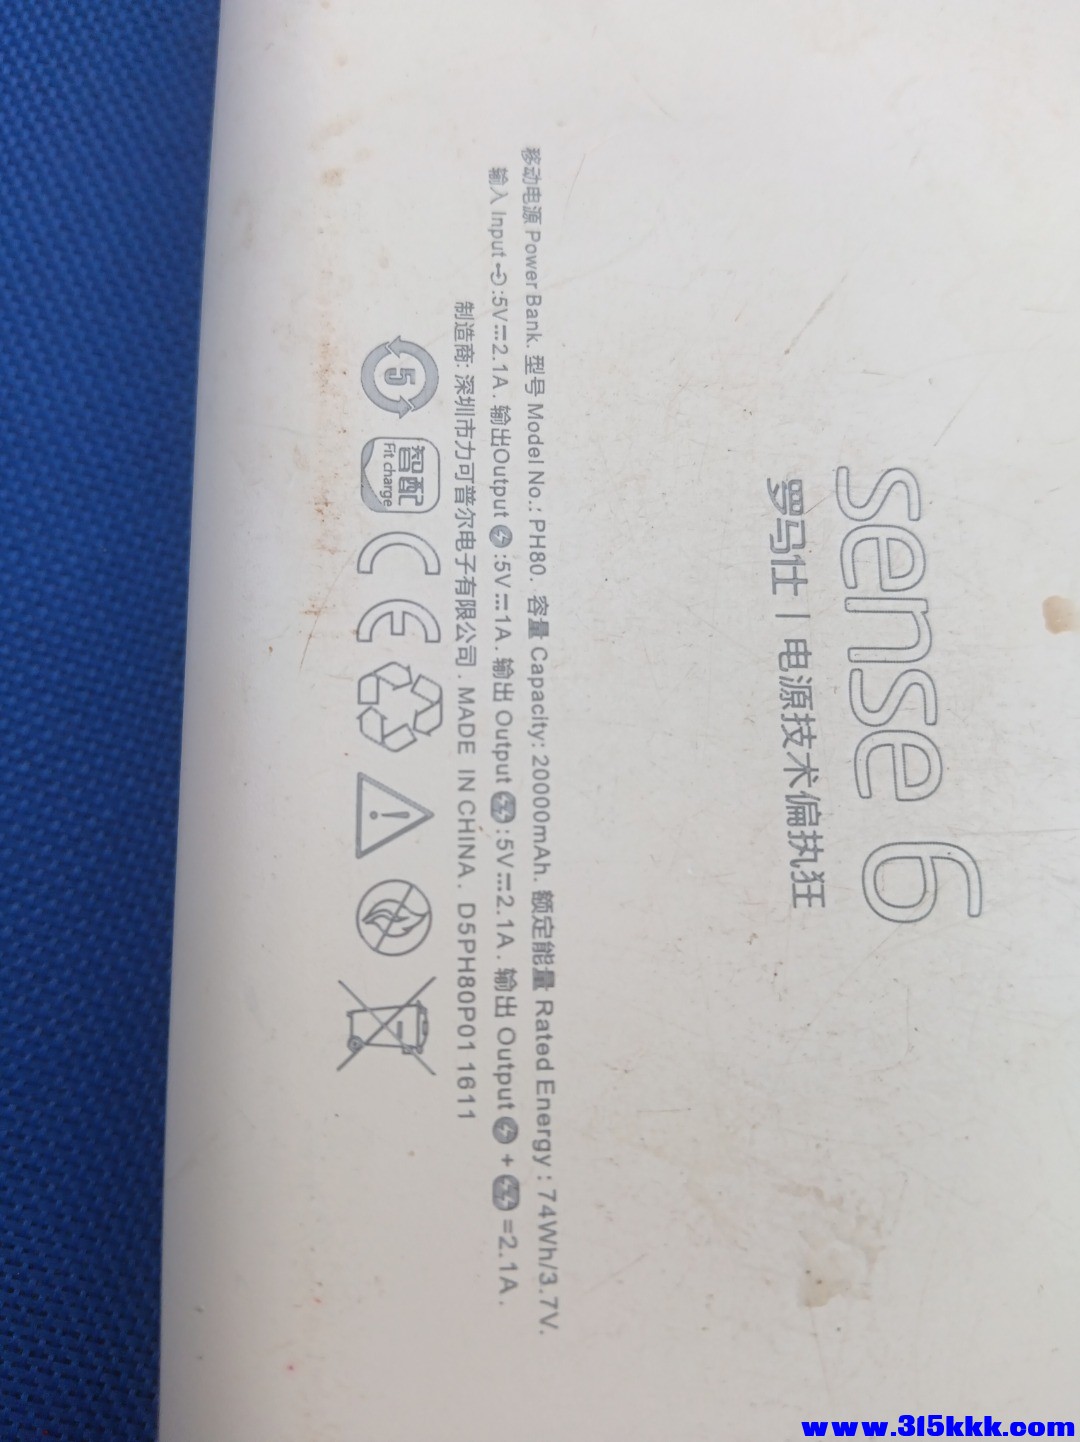 sense 6
罗马仕 | 电源技术偏执狂
移动电源 Power Bank. 型号 Model No.: PH80. 容量 Capacity: 20000mAh. 额定能量 Rated Energy : 74Wh/3.7V.
输入 Input :5V⎓2.1A. 输出Output :5V⎓1A. 输出 Output :5V⎓2.1A. 输出 Output + =2.1A.
制造商: 深圳市力可普尔电子有限公司. MADE IN CHINA. D5PH80P01 1611
5
智配
Fit charge
CE
www.315kkk.com